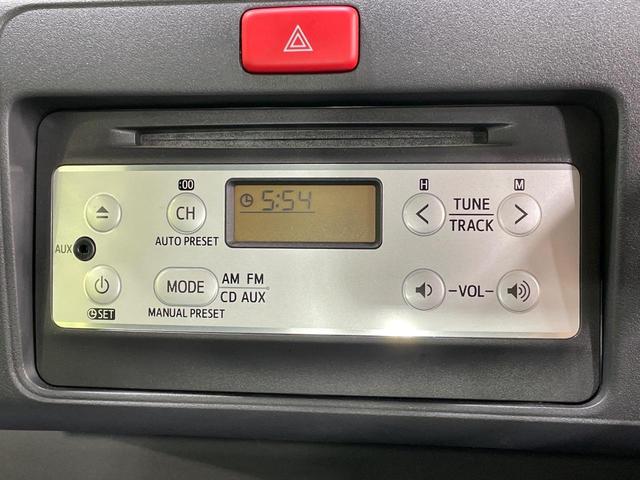 :00
H
M
CH
5:54
TUNE
TRACK
AUTO PRESET
AUX
MODE
AM FM
CD AUX
-VOL-
SET
MANUAL PRESET